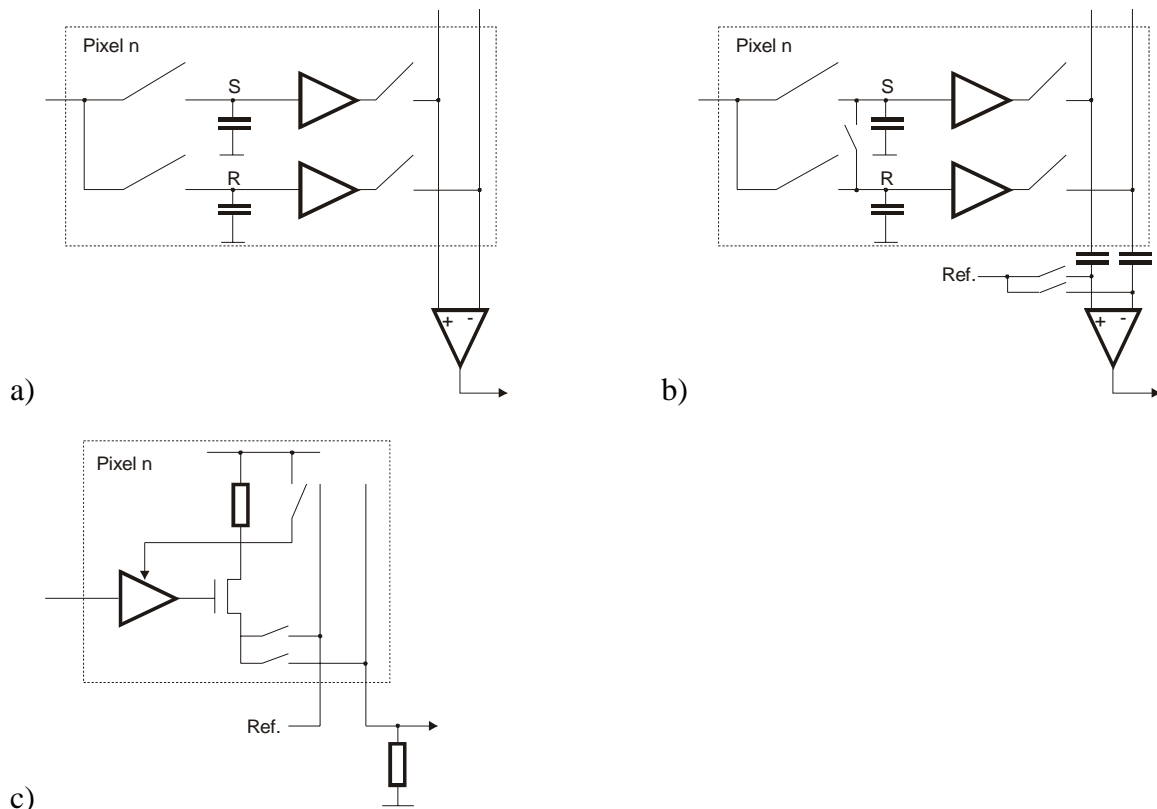 Pixel n
S
R
+ -
a)
Pixel n
S
R
Ref.
+ -
b)
Pixel n
Ref.
c)